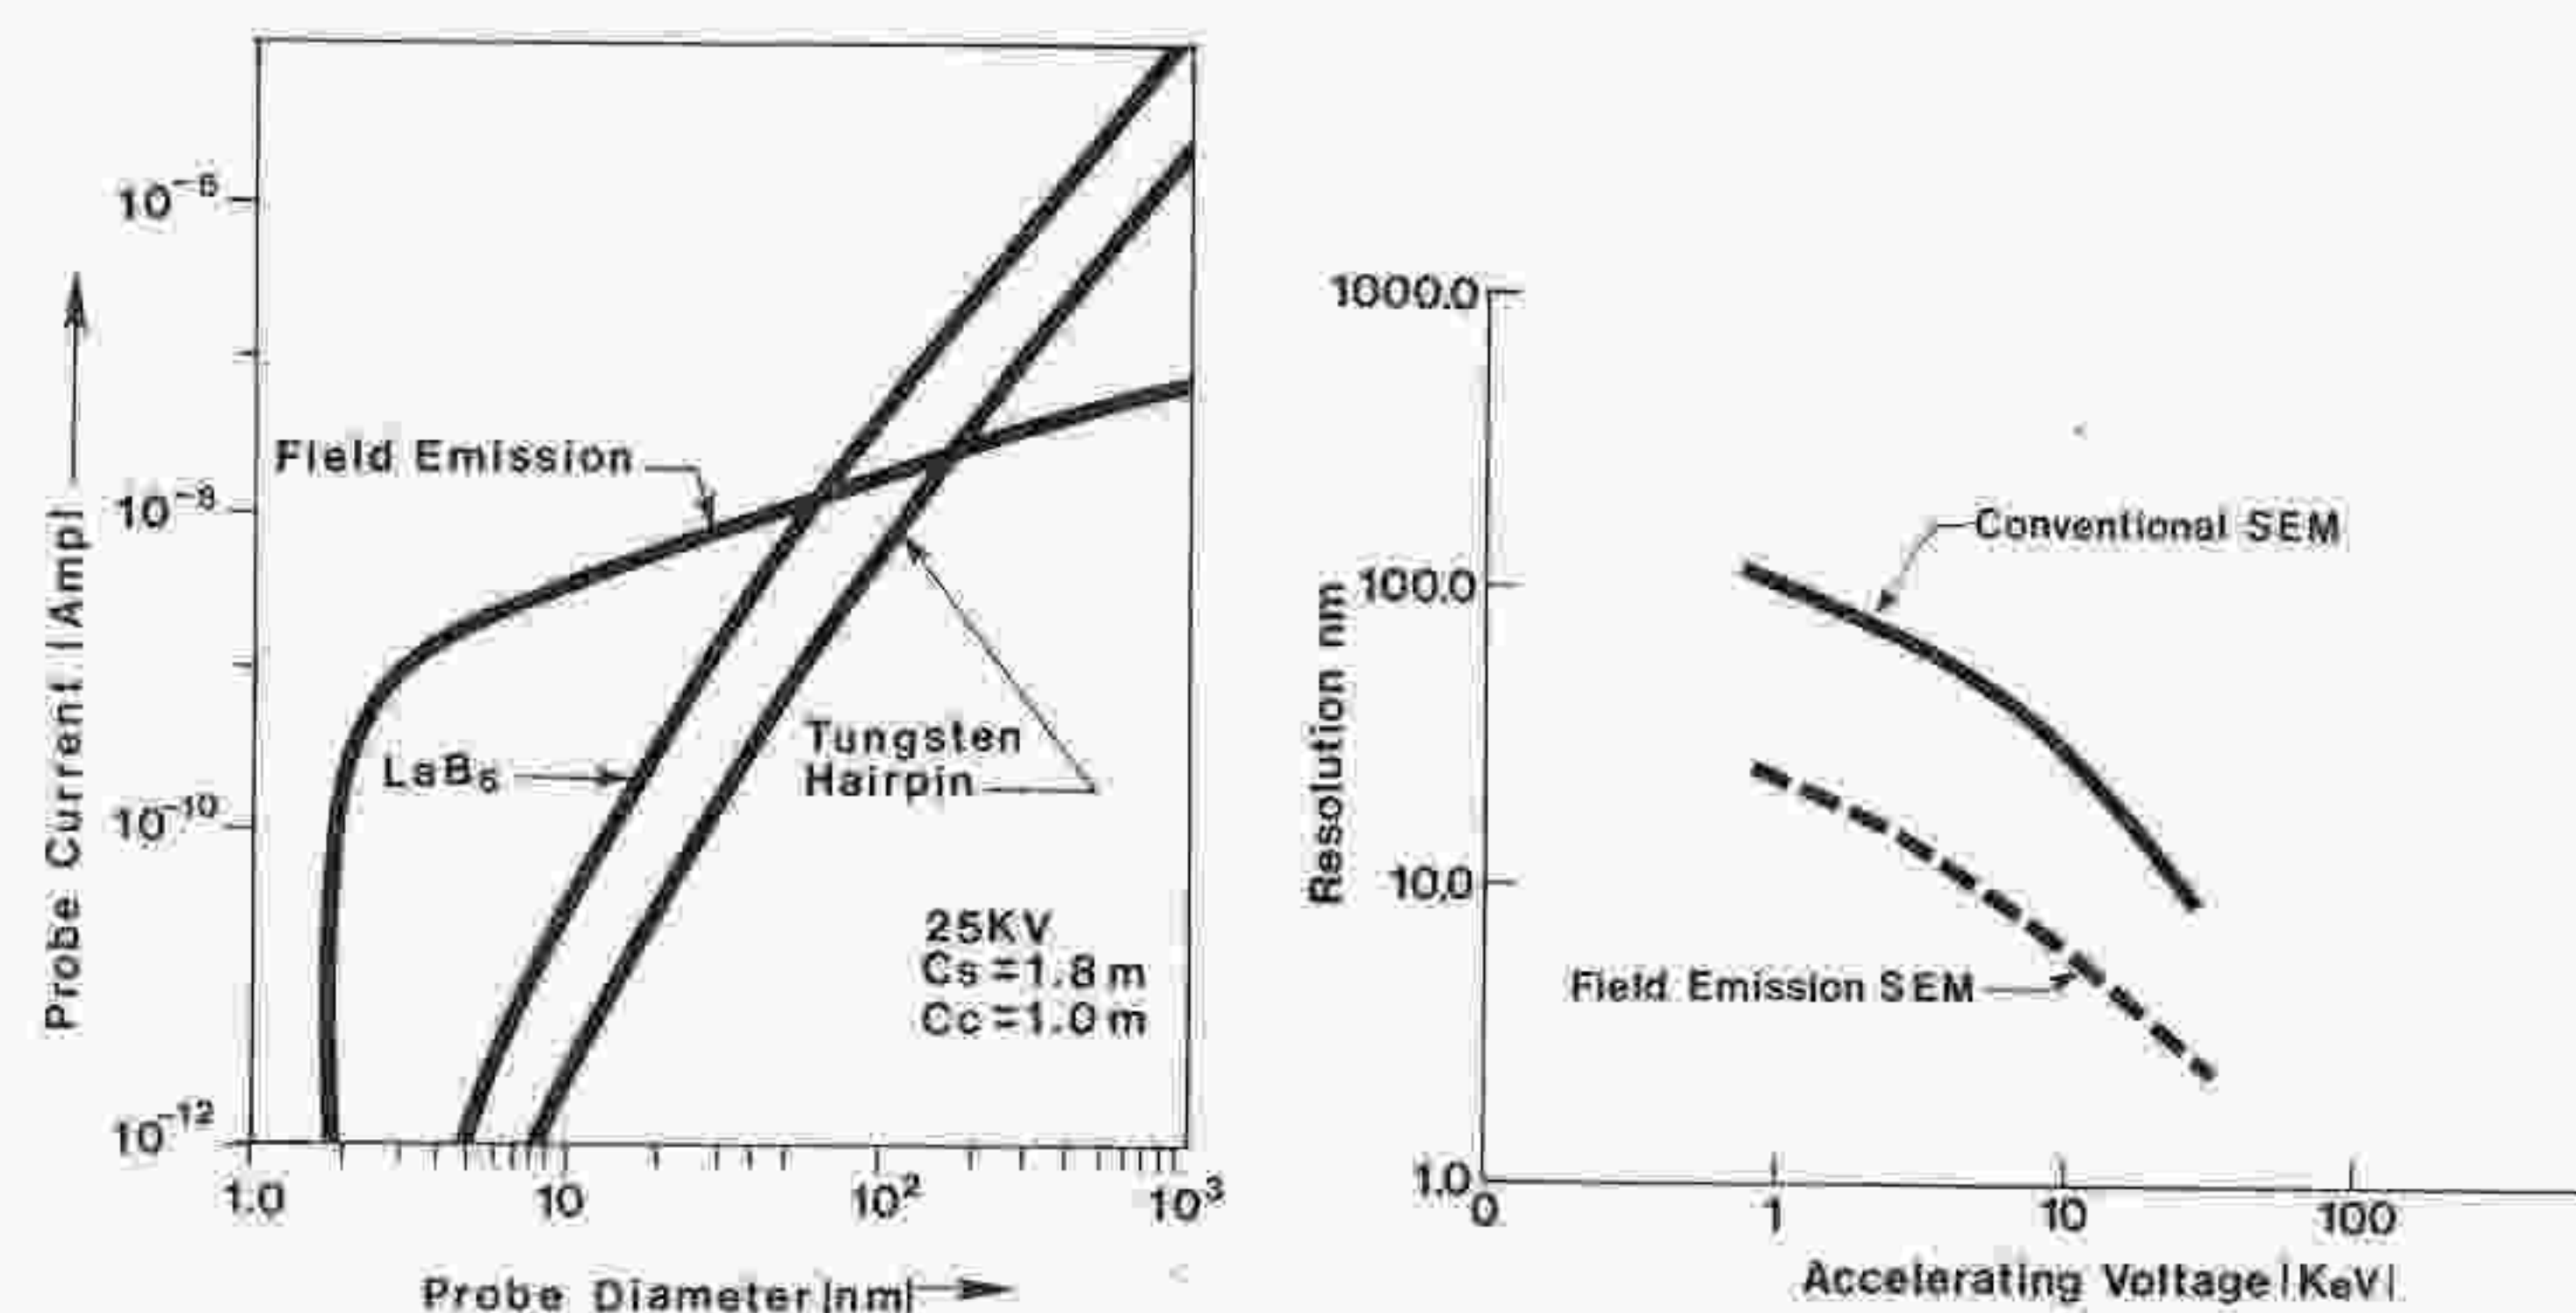 10⁻⁶
10⁻⁸
10⁻¹⁰
10⁻¹²
Probe Current (Amp)
Field Emission
LaB₆
Tungsten
Hairpin
25KV
Cs=1.8m
Cc=1.0m
1.0 10 10² 10³
Probe Diameter(nm)
1000.0
100.0
10.0
1.0
Resolution nm
Conventional SEM
Field Emission SEM
0 1 10 100
Accelerating Voltage(KeV)